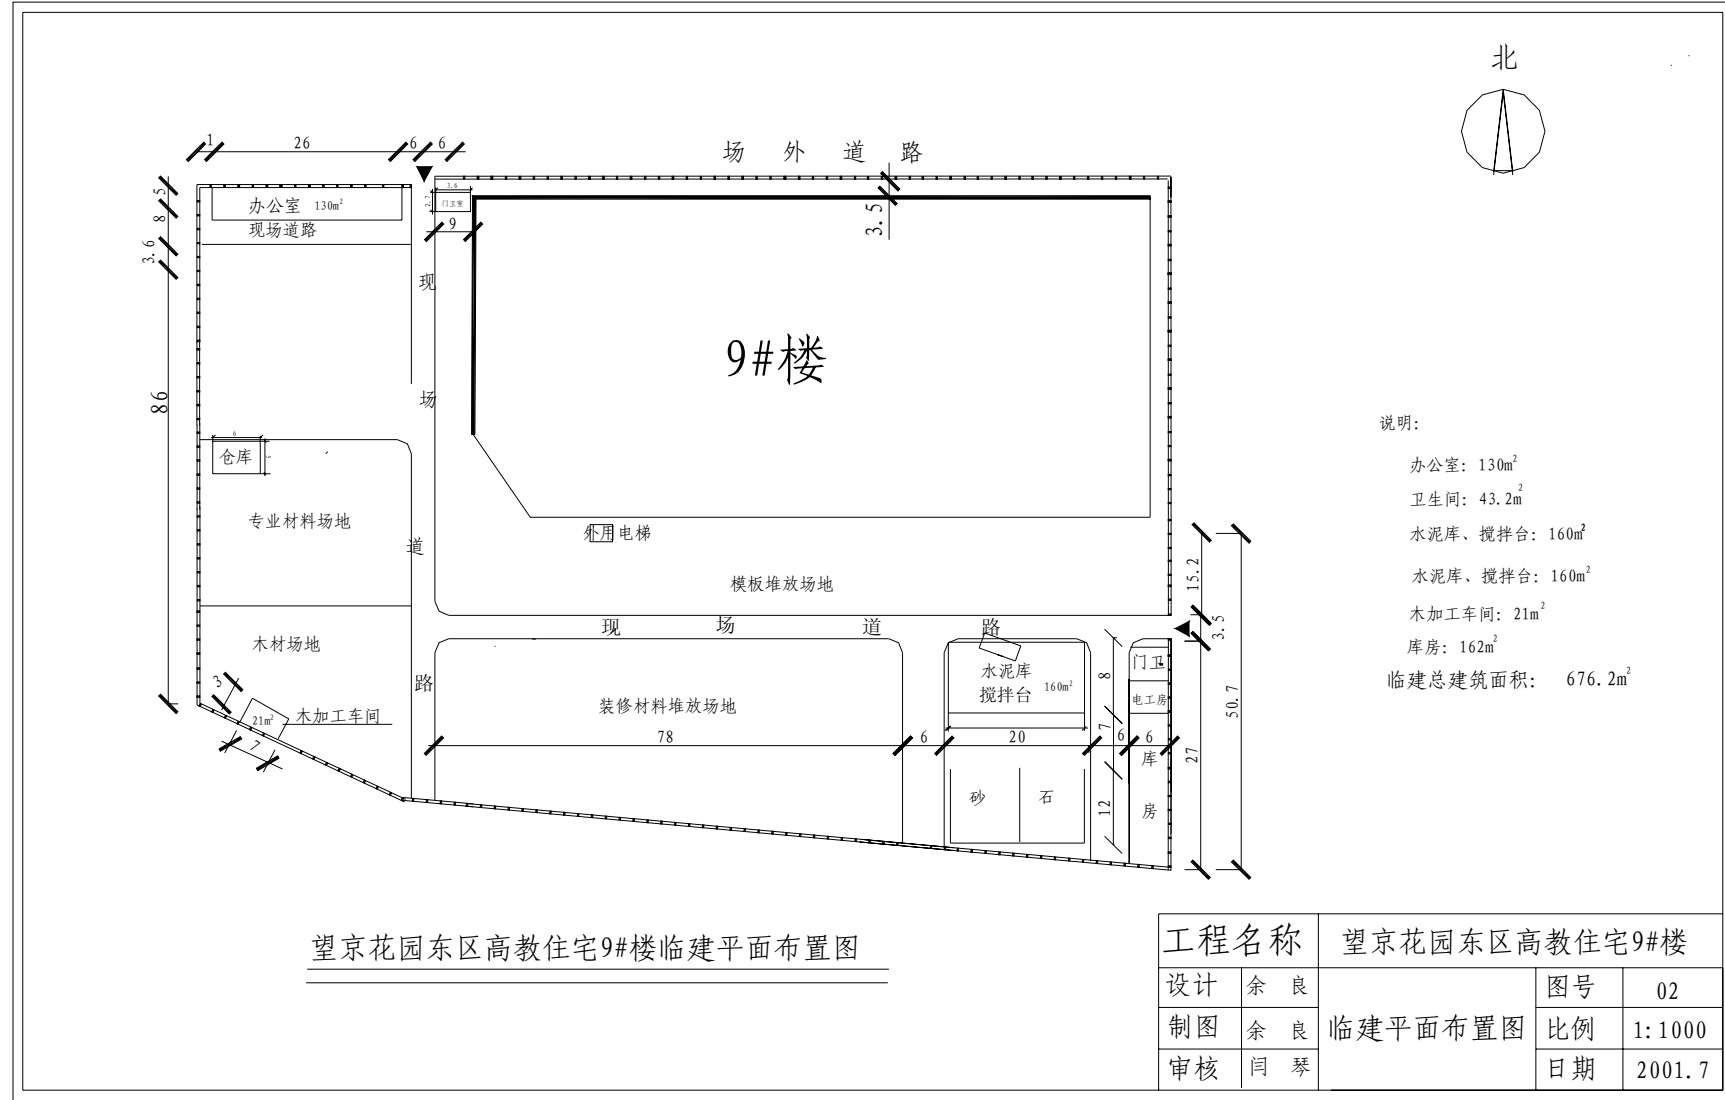 北
场外道路
1 26 6 6
5
8
3.6
86
办公室 130m²
现场道路
3.6
2.7
门卫室
9
3.5
现
场
道
路
9#楼
6
仓库
专业材料场地
外用电梯
模板堆放场地
现场道路
木材场地
3
21m²
木加工车间
7
装修材料堆放场地
水泥库
搅拌台 160m²
门卫
电工房
库
房
78 6 20 6 6
8
7
12
砂 石
15.2
3.5
27
50.7
说明:
办公室: 130m²
卫生间: 43.2m²
水泥库、搅拌台: 160m²
水泥库、搅拌台: 160m²
木加工车间: 21m²
库房: 162m²
临建总建筑面积: 676.2m²
望京花园东区高教住宅9#楼临建平面布置图
工程名称 望京花园东区高教住宅9#楼
设计 余良 图号 02
制图 余良 临建平面布置图 比例 1:1000
审核 闫琴 日期 2001.7